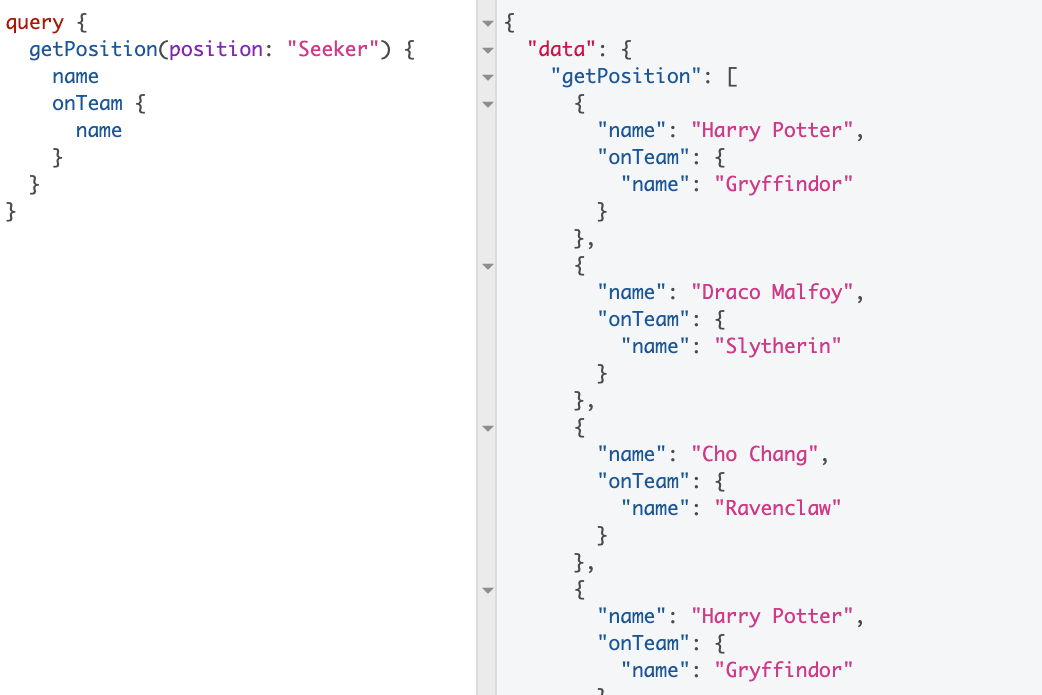 query {
  getPosition(position: "Seeker") {
    name
    onTeam {
      name
    }
  }
}
{
  "data": {
    "getPosition": [
      {
        "name": "Harry Potter",
        "onTeam": {
          "name": "Gryffindor"
        }
      },
      {
        "name": "Draco Malfoy",
        "onTeam": {
          "name": "Slytherin"
        }
      },
      {
        "name": "Cho Chang",
        "onTeam": {
          "name": "Ravenclaw"
        }
      },
      {
        "name": "Harry Potter",
        "onTeam": {
          "name": "Gryffindor"
        }